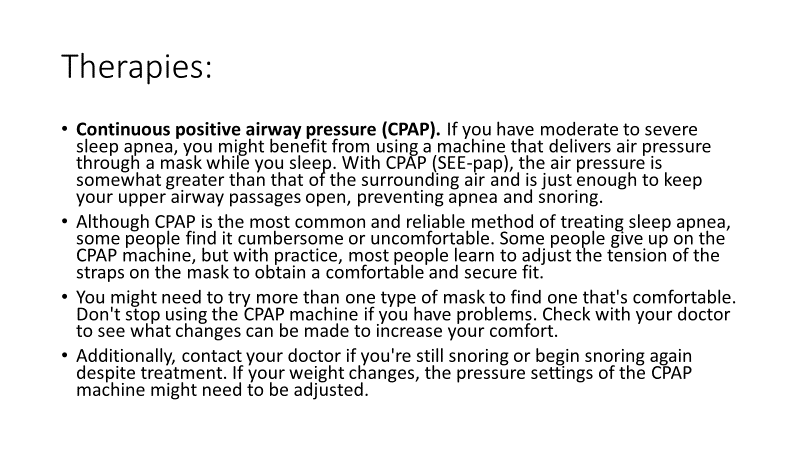 Therapies:
• Continuous positive airway pressure (CPAP). If you have moderate to severe
sleep apnea, you might benefit from using a machine that delivers air pressure
through a mask while you sleep. With CPAP (SEE-pap), the air pressure is
somewhat greater than that of the surrounding air and is just enough to keep
your upper airway passages open, preventing apnea and snoring.
• Although CPAP is the most common and reliable method of treating sleep apnea,
some people find it cumbersome or uncomfortable. Some people give up on the
CPAP machine, but with practice, most people learn to adjust the tension of the
straps on the mask to obtain a comfortable and secure fit.
• You might need to try more than one type of mask to find one that's comfortable.
Don't stop using the CPAP machine if you have problems. Check with your doctor
to see what changes can be made to increase your comfort.
• Additionally, contact your doctor if you're still snoring or begin snoring again
despite treatment. If your weight changes, the pressure settings of the CPAP
machine might need to be adjusted.